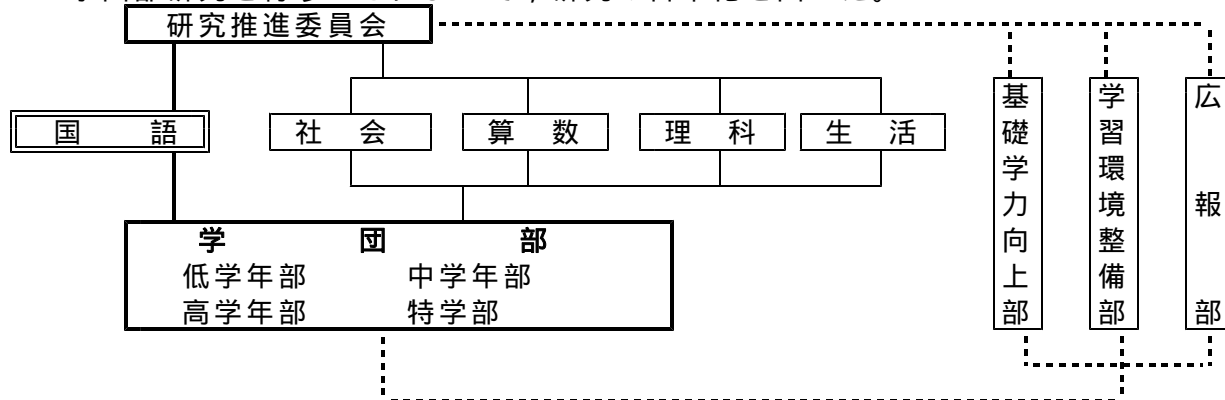 研究推進委員会
国語
社会
算数
理科
生活
基礎学力向上部
学習環境整備部
広報部
学団部
低学年部 中学年部
高学年部 特学部